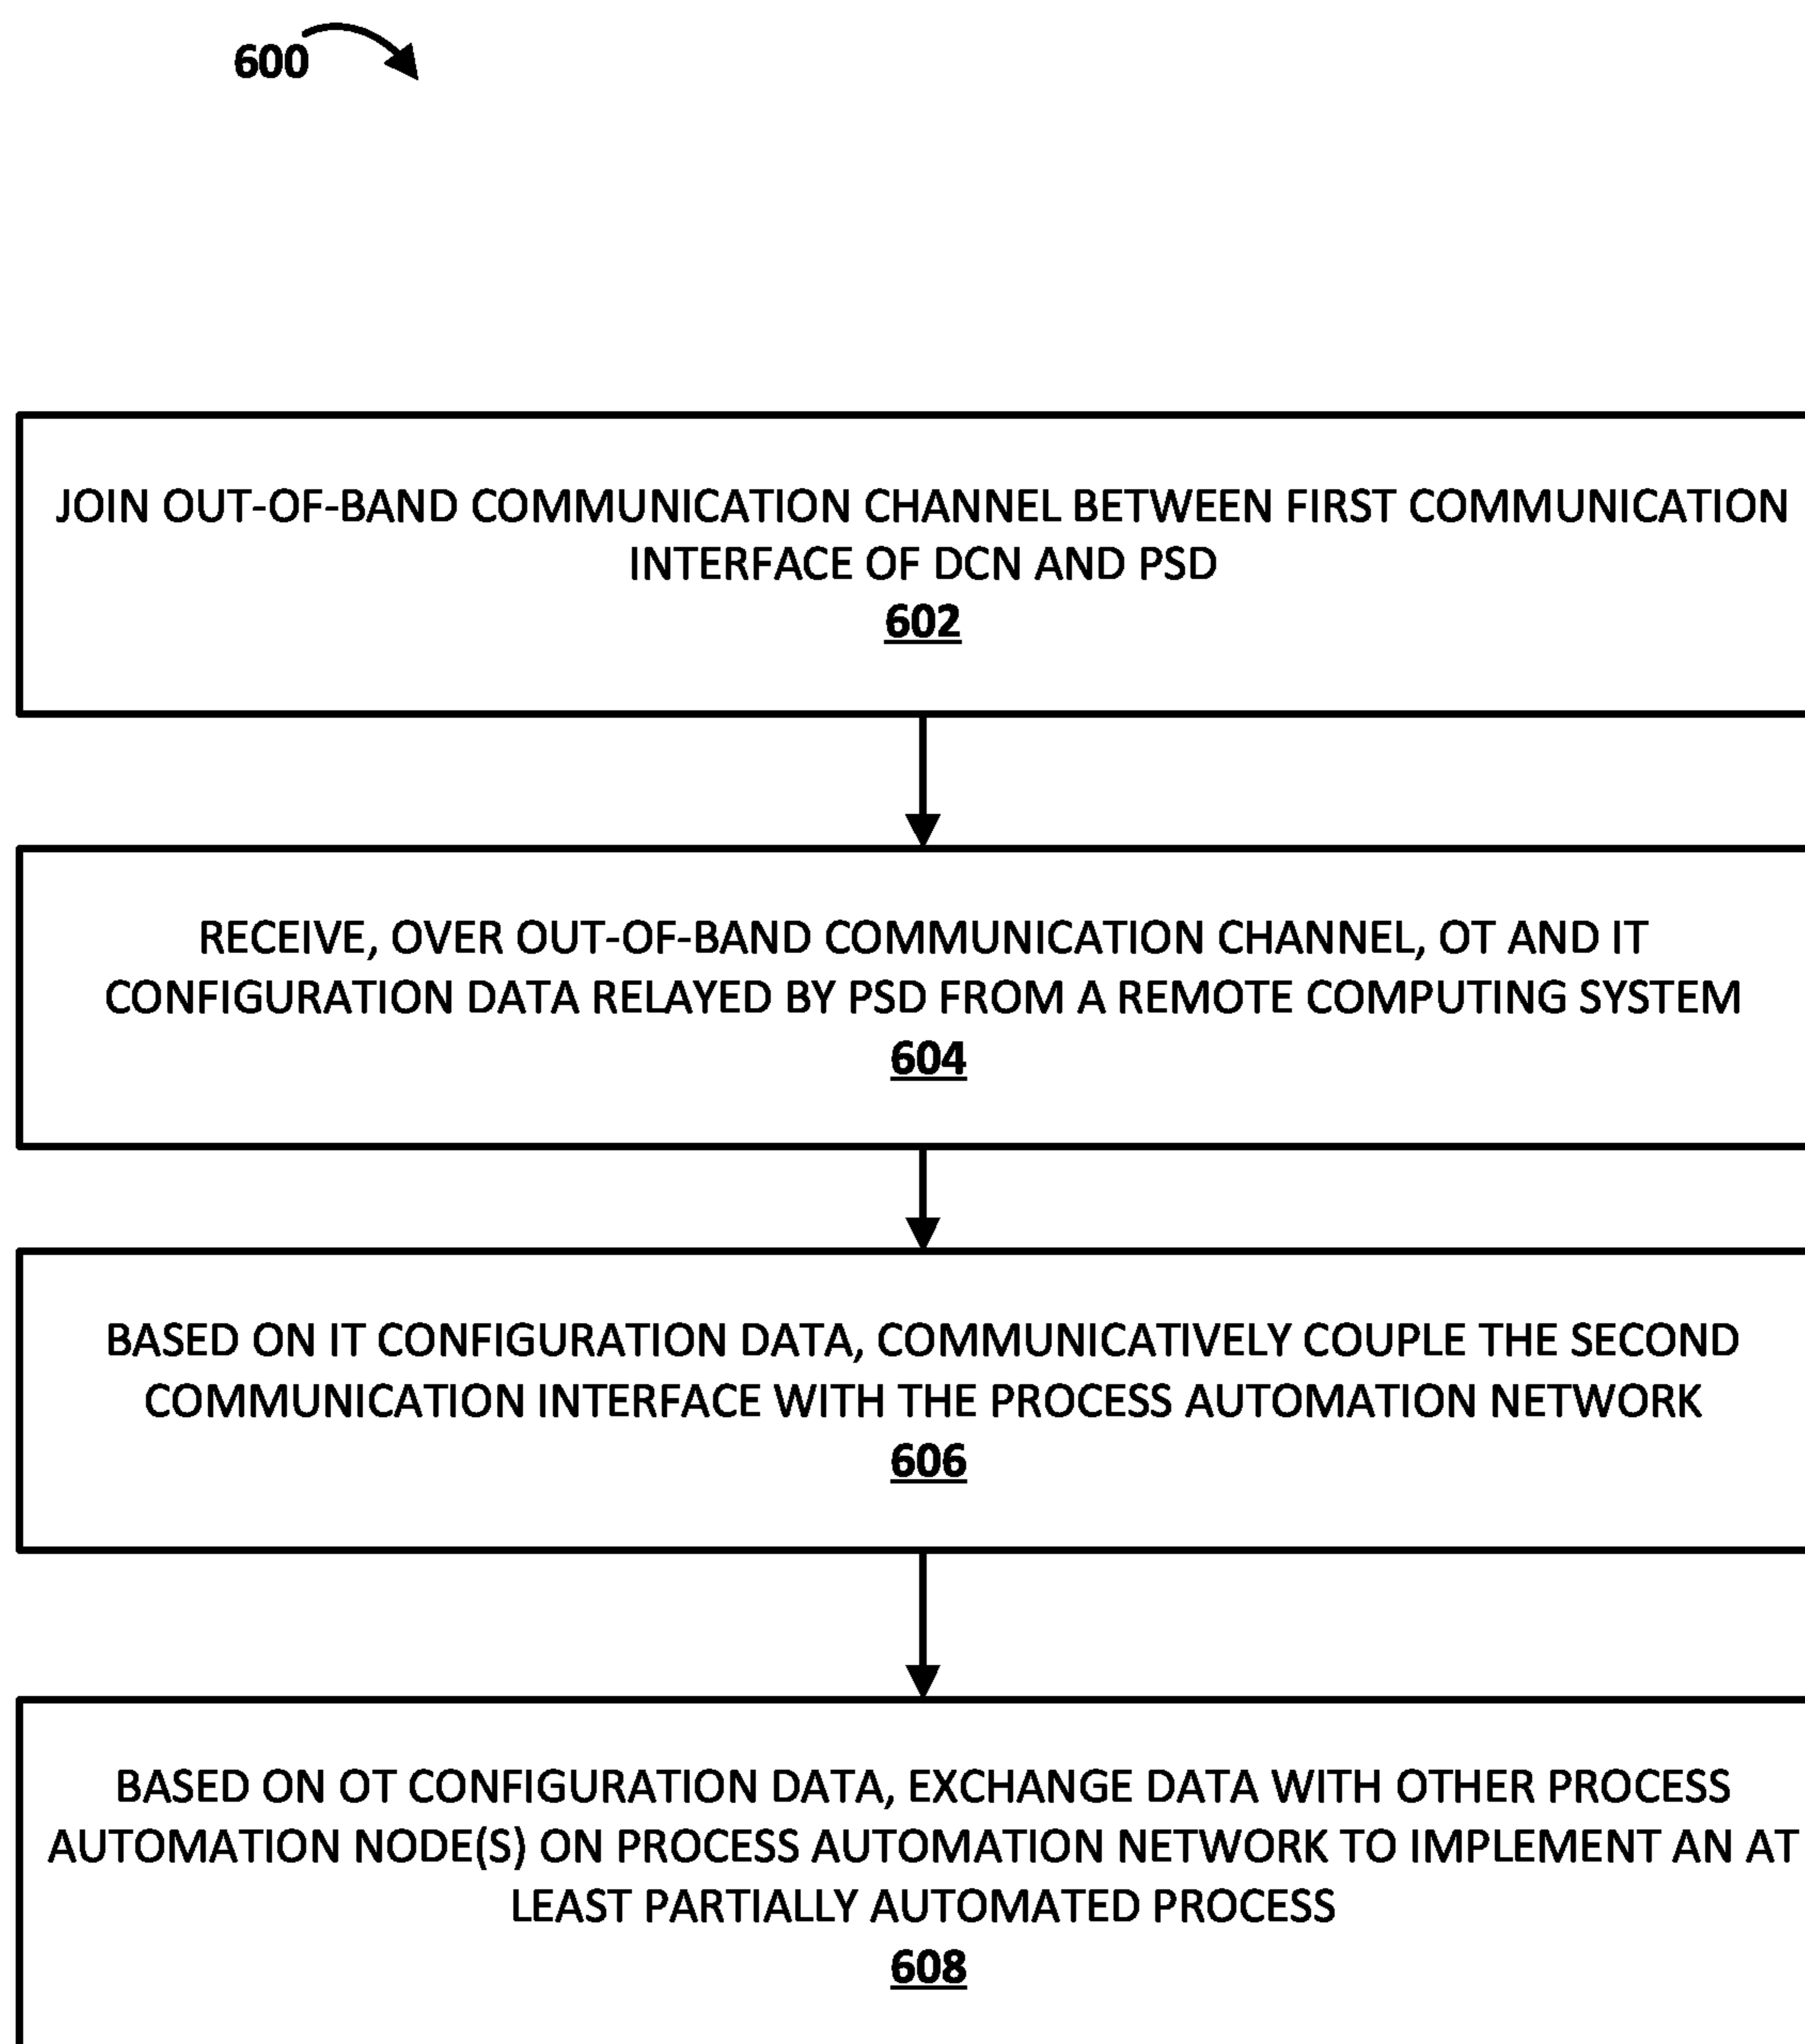 600
JOIN OUT-OF-BAND COMMUNICATION CHANNEL BETWEEN FIRST COMMUNICATION
INTERFACE OF DCN AND PSD
602
RECEIVE, OVER OUT-OF-BAND COMMUNICATION CHANNEL, OT AND IT
CONFIGURATION DATA RELAYED BY PSD FROM A REMOTE COMPUTING SYSTEM
604
BASED ON IT CONFIGURATION DATA, COMMUNICATIVELY COUPLE THE SECOND
COMMUNICATION INTERFACE WITH THE PROCESS AUTOMATION NETWORK
606
BASED ON OT CONFIGURATION DATA, EXCHANGE DATA WITH OTHER PROCESS
AUTOMATION NODE(S) ON PROCESS AUTOMATION NETWORK TO IMPLEMENT AN AT
LEAST PARTIALLY AUTOMATED PROCESS
608